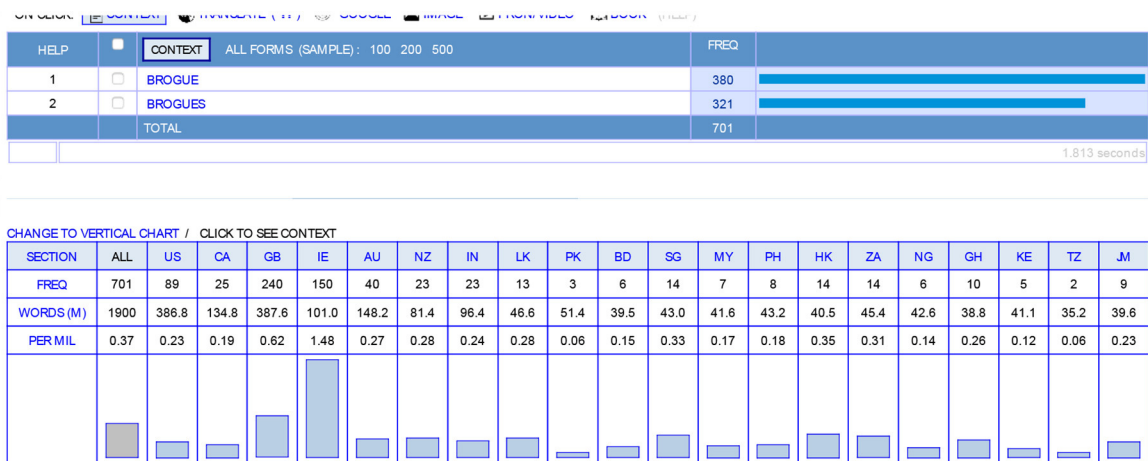 HELP CONTEXT ALL FORMS (SAMPLE): 100 200 500 FREQ
1 BROGUE 380
2 BROGUES 321
TOTAL 701
1.813 seconds
CHANGE TO VERTICAL CHART / CLICK TO SEE CONTEXT
SECTION ALL US CA GB IE AU NZ IN LK PK BD SG MY PH HK ZA NG GH KE TZ JM
FREQ 701 89 25 240 150 40 23 23 13 3 6 14 7 8 14 14 6 10 5 2 9
WORDS (M) 1900 386.8 134.8 387.6 101.0 148.2 81.4 96.4 46.6 51.4 39.5 43.0 41.6 43.2 40.5 45.4 42.6 38.8 41.1 35.2 39.6
PER MIL 0.37 0.23 0.19 0.62 1.48 0.27 0.28 0.24 0.28 0.06 0.15 0.33 0.17 0.18 0.35 0.31 0.14 0.26 0.12 0.06 0.23